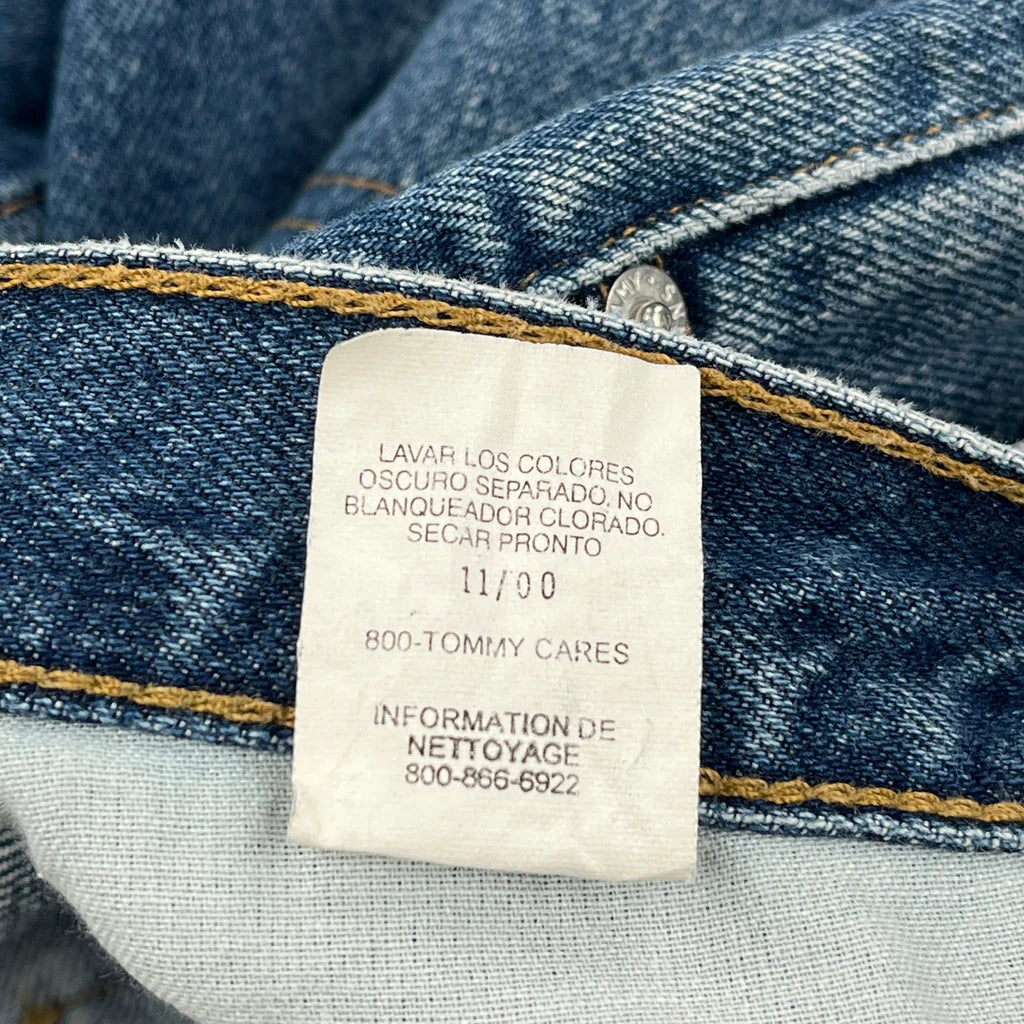 LAVAR LOS COLORES
OSCURO SEPARADO. NO
BLANQUEADOR CLORADO.
SECAR PRONTO
11/00
800-TOMMY CARES
INFORMATION DE
NETTOYAGE
800-866-6922